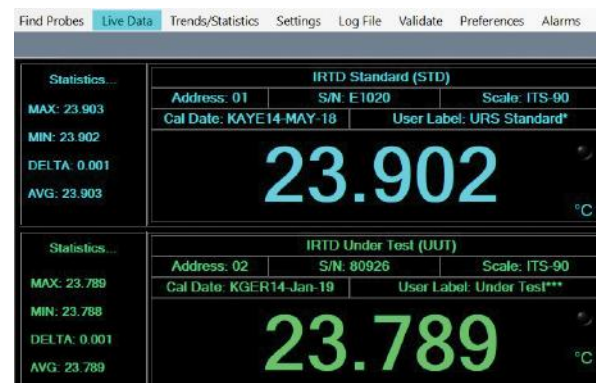 Find Probes Live Data Trends/Statistics Settings Log File Validate Preferences Alarms
Statistics...
MAX: 23.903
MIN: 23.902
DELTA: 0.001
AVG: 23.903
IRTD Standard (STD)
Address: 01 S/N: E1020 Scale: ITS-90
Cal Date: KAYE14-MAY-18 User Label: URS Standard*
23.902
°C
Statistics...
MAX: 23.789
MIN: 23.788
DELTA: 0.001
AVG: 23.789
IRTD Under Test (UUT)
Address: 02 S/N: 80926 Scale: ITS-90
Cal Date: KGER14-Jan-19 User Label: Under Test***
23.789
°C